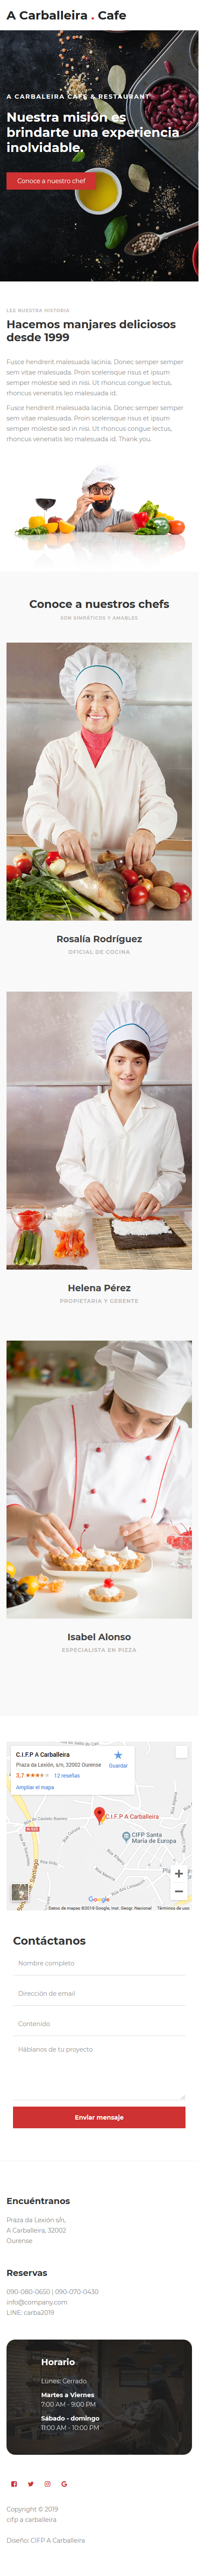 A Carballeira . Cafe
A CARBALEIRA CAFE & RESTAURANT
Nuestra misión es
brindarte una experiencia
inolvidable.
Conoce a nuestro chef
LEE NUESTRA HISTORIA
Hacemos manjares deliciosos
desde 1999
Fusce hendrerit malesuada lacinia. Donec semper semper
sem vitae malesuada. Proin scelerisque risus et ipsum
semper molestie sed in nisi. Ut rhoncus congue lectus,
rhoncus venenatis leo malesuada id.
Fusce hendrerit malesuada lacinia. Donec semper semper
sem vitae malesuada. Proin scelerisque risus et ipsum
semper molestie sed in nisi. Ut rhoncus congue lectus,
rhoncus venenatis leo malesuada id. Thank you.
Conoce a nuestros chefs
SON SIMPÁTICOS Y AMABLES
Rosalía Rodríguez
OFICIAL DE COCINA
Helena Pérez
PROPIETARIA Y GERENTE
Isabel Alonso
ESPECIALISTA EN PIZZA
C.I.F.P A Carballeira
Praza da Lexión, s/n, 32002 Ourense
Guardar
3,7 12 reseñas
Ampliar el mapa
C.I.F.P A Carballeira
CIFP Santa
María de Europa
Google
Datos de mapas ©2019 Google, Inst. Geogr. Nacional Términos de uso
Contáctanos
Nombre completo
Dirección de email
Contenido
Háblanos de tu proyecto
Enviar mensaje
Encuéntranos
Praza da Lexión s/n,
A Carballeira, 32002
Ourense
Reservas
090-080-0650 | 090-070-0430
info@company.com
LINE: carba2019
Horario
Lunes: Cerrado
Martes a Viernes
7:00 AM - 9:00 PM
Sábado - domingo
11:00 AM - 10:00 PM
Copyright © 2019
cifp a carballeira
Diseño: CIFP A Carballeira